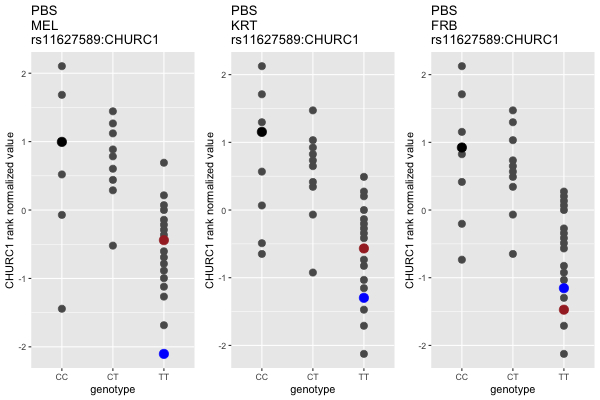 PBS
MEL
rs11627589:CHURC1
CHURC1 rank normalized value
2
1
0
-1
-2
CC CT TT
genotype
PBS
KRT
rs11627589:CHURC1
CHURC1 rank normalized value
2
1
0
-1
-2
CC CT TT
genotype
PBS
FRB
rs11627589:CHURC1
CHURC1 rank normalized value
2
1
0
-1
-2
CC CT TT
genotype